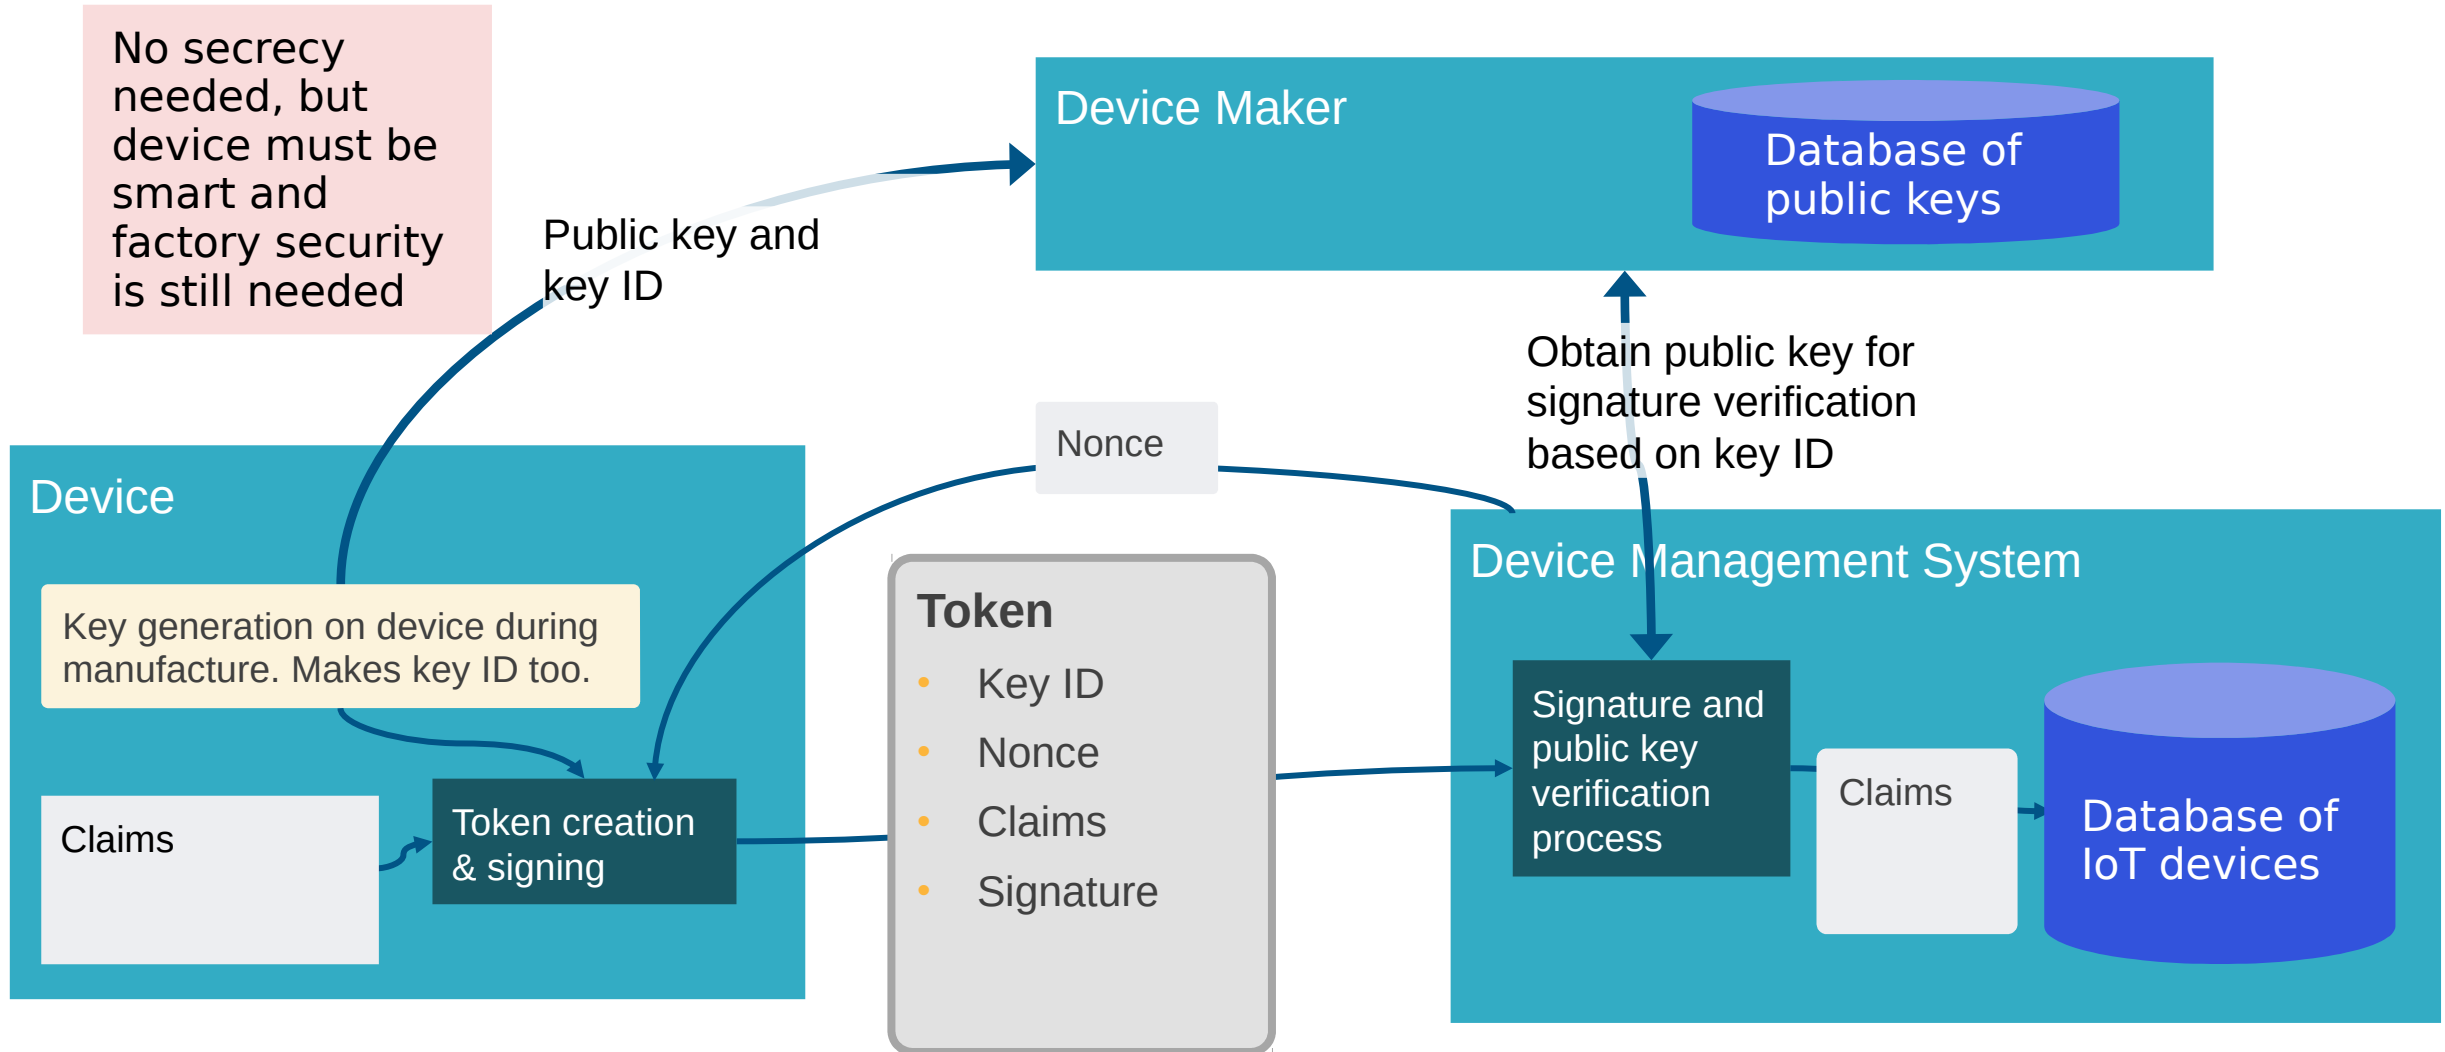 No secrecy
needed, but
device must be
smart and
factory security
is still needed
Device Maker
Database of
public keys
Public key and
key ID
Obtain public key for
signature verification
based on key ID
Nonce
Device
Key generation on device during
manufacture. Makes key ID too.
Claims
Token creation
& signing
Token
• Key ID
• Nonce
• Claims
• Signature
Device Management System
Signature and
public key
verification
process
Claims
Database of
IoT devices